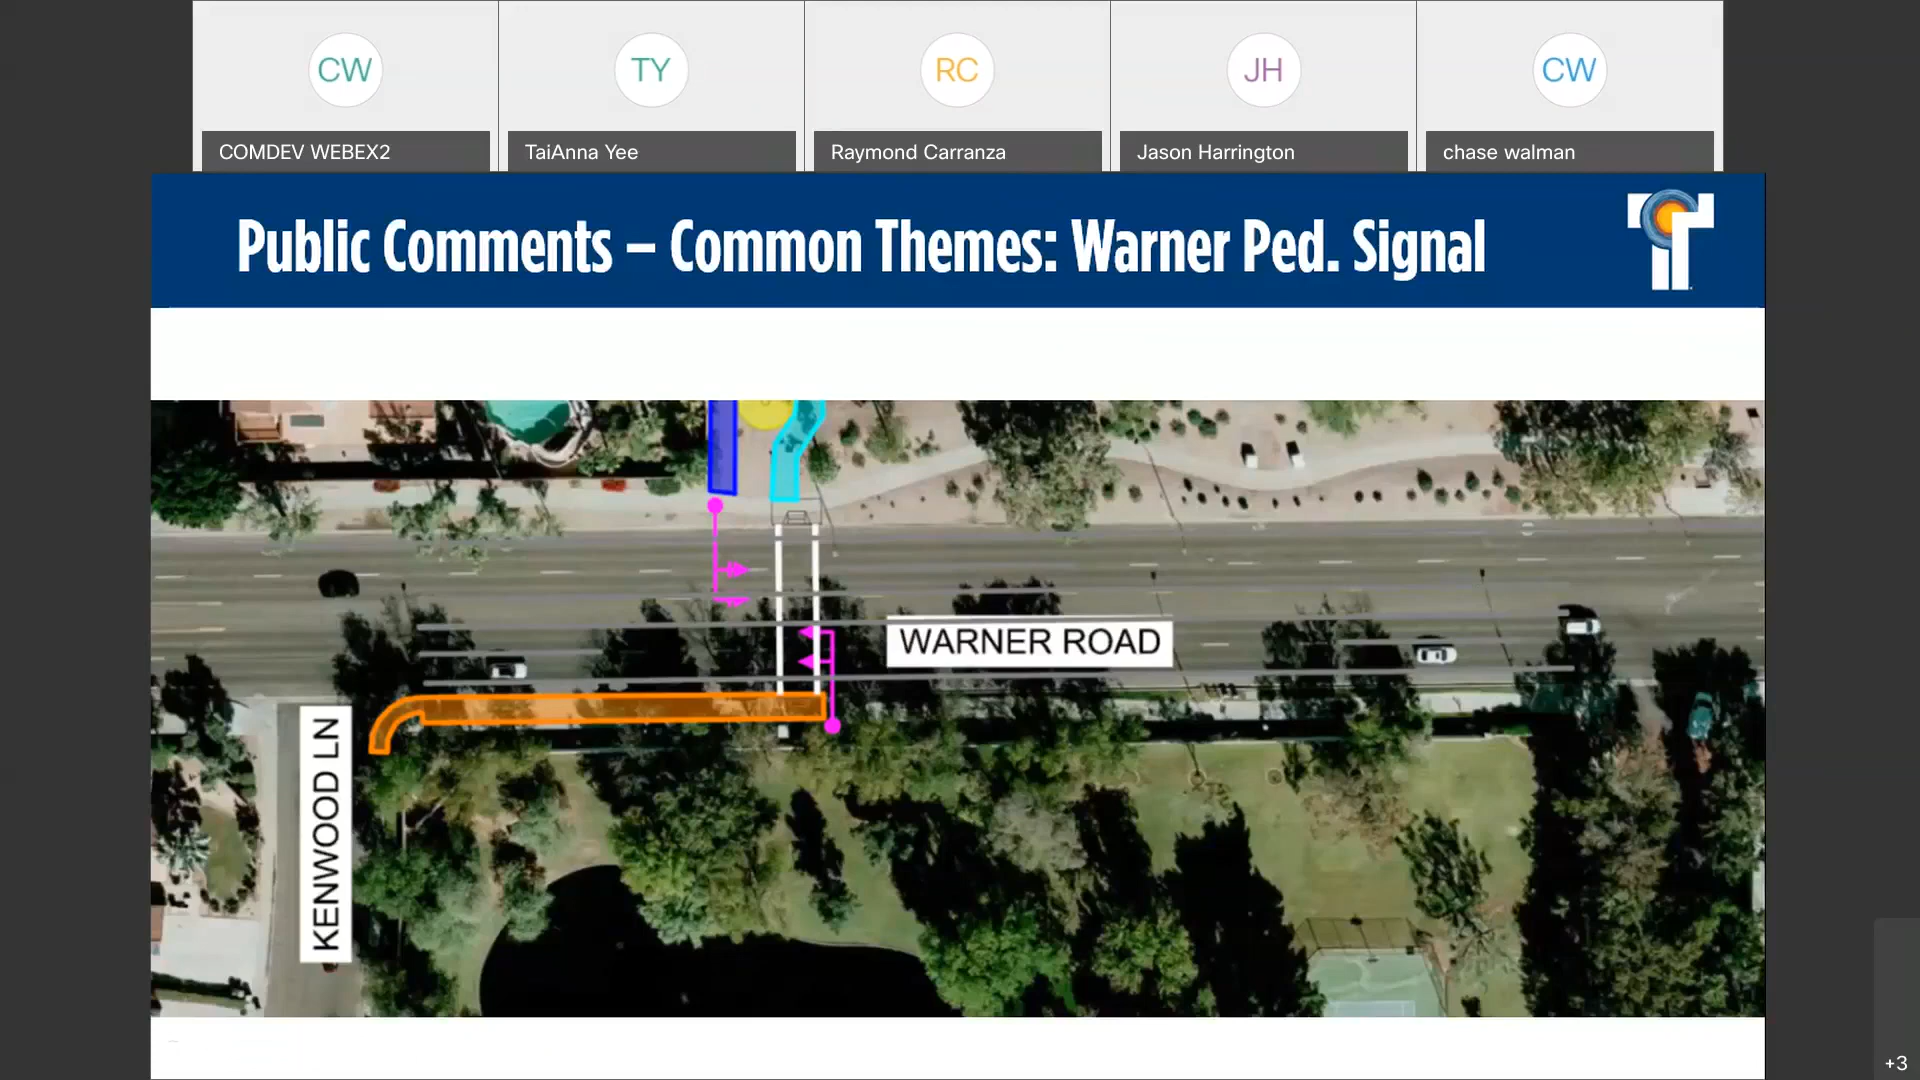 CW
TY
RC
JH
CW
COMDEV WEBEX2
TaiAnna Yee
Raymond Carranza
Jason Harrington
chase walman
Public Comments – Common Themes: Warner Ped. Signal
WARNER ROAD
KENWOOD LN
+3